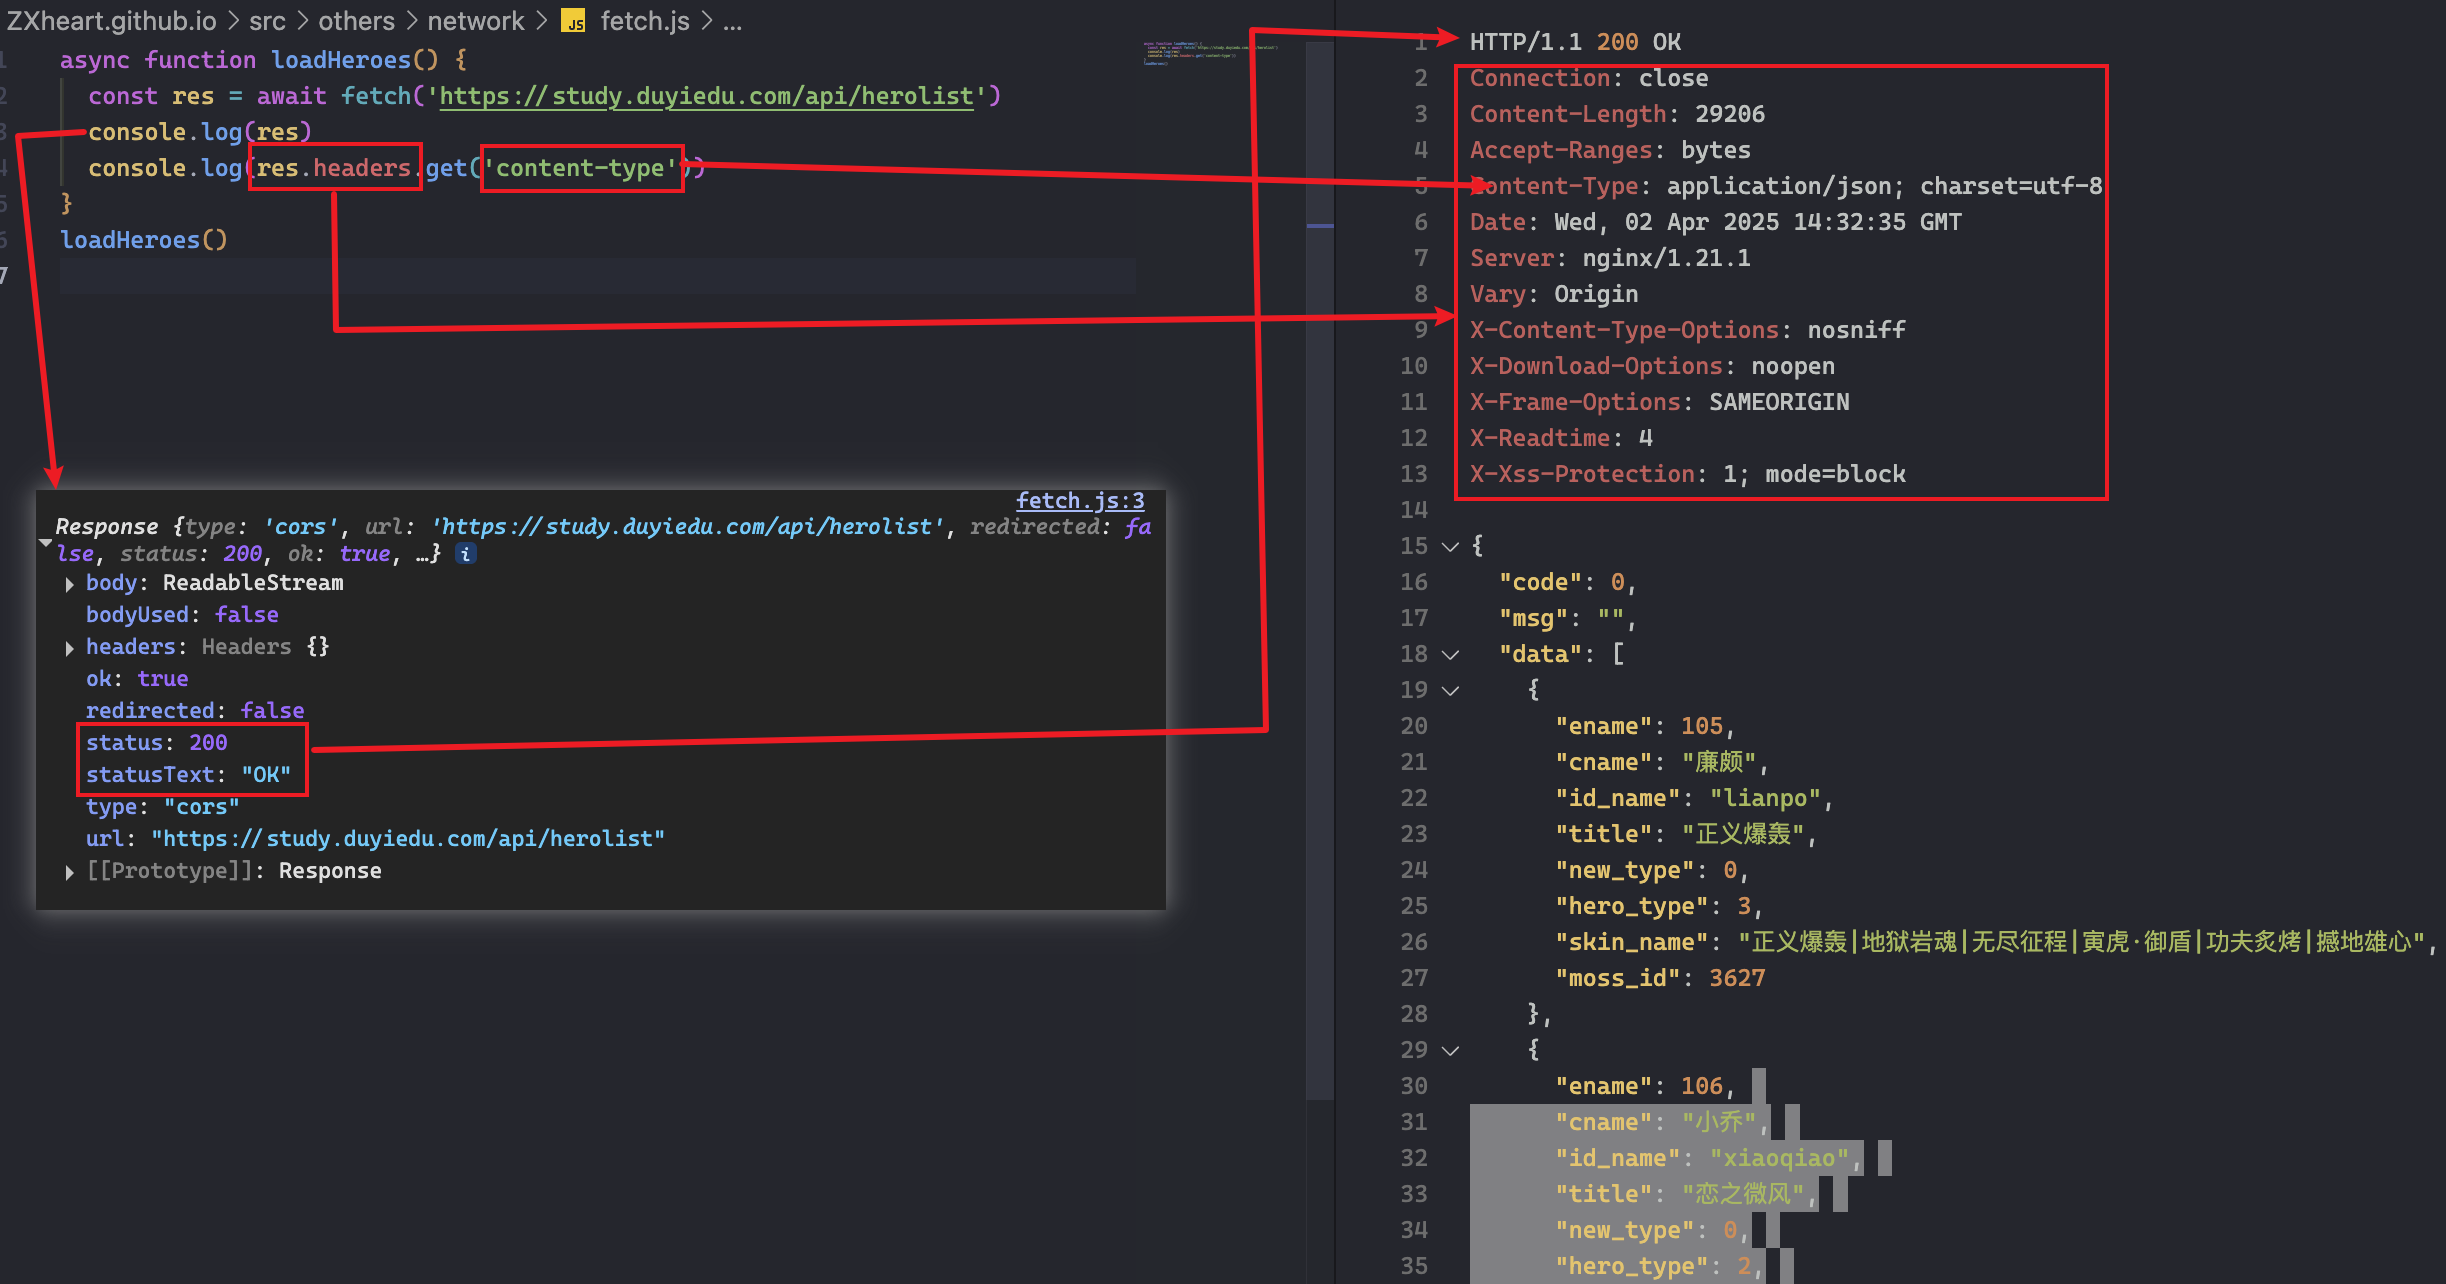 ZXheart.github.io > src > others > network > JS fetch.js > ...
1 async function loadHeroes() {
2 const res = await fetch('https://study.duyiedu.com/api/herolist')
3 console.log(res)
4 console.log(res.headers.get('content-type'))
5 }
6 loadHeroes()
7
fetch.js:3
Response {type: 'cors', url: 'https://study.duyiedu.com/api/herolist', redirected: fa
lse, status: 200, ok: true, …} i
body: ReadableStream
bodyUsed: false
headers: Headers {}
ok: true
redirected: false
status: 200
statusText: "OK"
type: "cors"
url: "https://study.duyiedu.com/api/herolist"
[[Prototype]]: Response
1 HTTP/1.1 200 OK
2 Connection: close
3 Content-Length: 29206
4 Accept-Ranges: bytes
5 Content-Type: application/json; charset=utf-8
6 Date: Wed, 02 Apr 2025 14:32:35 GMT
7 Server: nginx/1.21.1
8 Vary: Origin
9 X-Content-Type-Options: nosniff
10 X-Download-Options: noopen
11 X-Frame-Options: SAMEORIGIN
12 X-Readtime: 4
13 X-Xss-Protection: 1; mode=block
14
15 {
16 "code": 0,
17 "msg": "",
18 "data": [
19 {
20 "ename": 105,
21 "cname": "廉颇",
22 "id_name": "lianpo",
23 "title": "正义爆轰",
24 "new_type": 0,
25 "hero_type": 3,
26 "skin_name": "正义爆轰|地狱岩魂|无尽征程|寅虎·御盾|功夫炙烤|撼地雄心",
27 "moss_id": 3627
28 },
29 {
30 "ename": 106,
31 "cname": "小乔",
32 "id_name": "xiaoqiao",
33 "title": "恋之微风",
34 "new_type": 0,
35 "hero_type": 2,